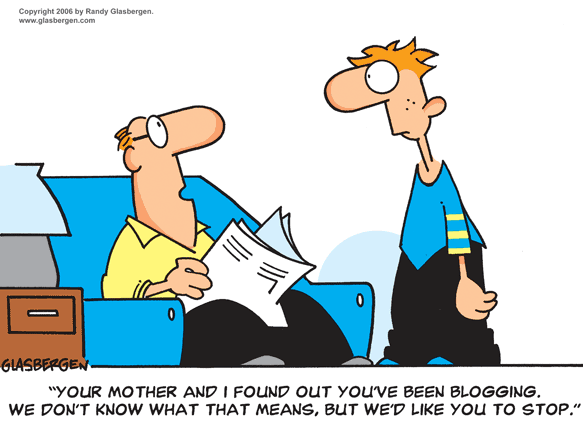 Copyright 2006 by Randy Glasbergen.
www.glasbergen.com
GLASBERGEN
"YOUR MOTHER AND I FOUND OUT YOU'VE BEEN BLOGGING.
WE DON'T KNOW WHAT THAT MEANS, BUT WE'D LIKE YOU TO STOP."